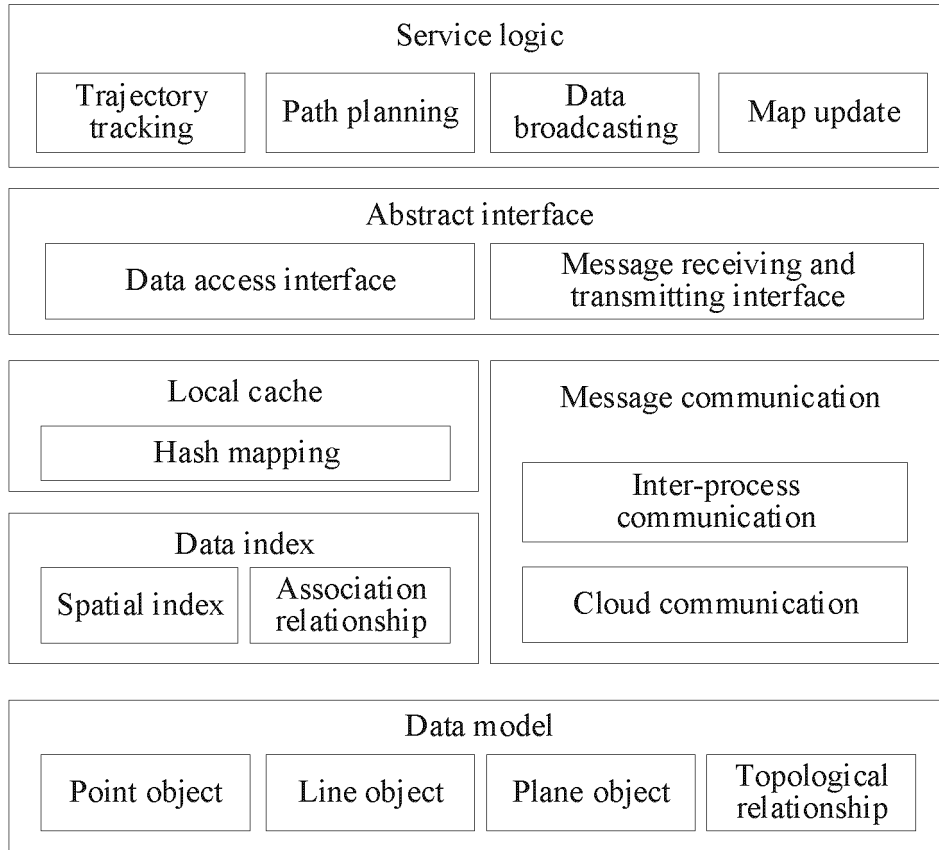 Service logic
Trajectory
tracking
Path planning
Data
broadcasting
Map update
Abstract interface
Data access interface
Message receiving and
transmitting interface
Local cache
Hash mapping
Data index
Spatial index
Association
relationship
Message communication
Inter-process
communication
Cloud communication
Data model
Point object
Line object
Plane object
Topological
relationship